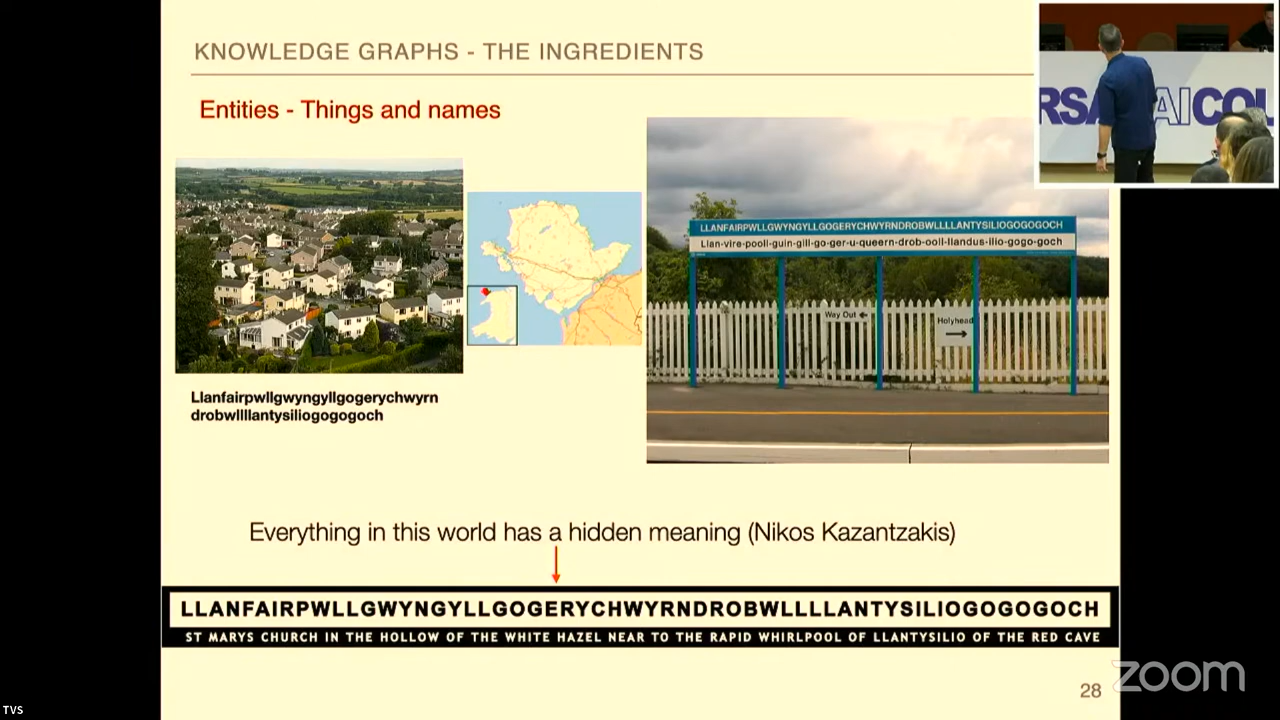 KNOWLEDGE GRAPHS - THE INGREDIENTS
Entities - Things and names
LLANFAIRPWLLGWYNGYLLGOGERYCHWYRNDROBWLLLLANTYSILIOGOGOGOCH
Llan-vire-pooll-guin-gill-go-ger-u-queern-drob-ooll-llandus-ilio-gogo-goch
Way Out
Holyhead
Llanfairpwllgwyngyllgogerychwyrn
drobwllllantysiliogogogoch
Everything in this world has a hidden meaning (Nikos Kazantzakis)
LLANFAIRPWLLGWYNGYLLGOGERYCHWYRNDROBWLLLLANTYSILIOGOGOGOCH
ST MARYS CHURCH IN THE HOLLOW OF THE WHITE HAZEL NEAR TO THE RAPID WHIRLPOOL OF LLANTYSILIO OF THE RED CAVE
28
zoom
TVS